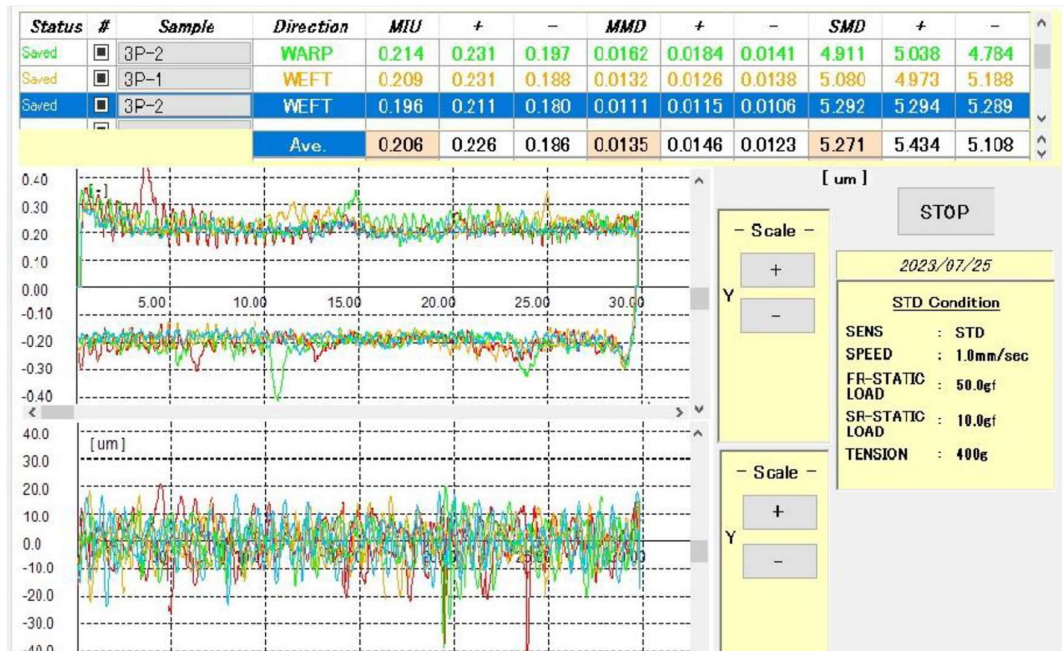 Status # Sample Direction MIU + - MMD + - SMD + -
Saved 3P-2 WARP 0.214 0.231 0.197 0.0162 0.0184 0.0141 4.911 5.038 4.784
Saved 3P-1 WEFT 0.209 0.231 0.188 0.0132 0.0126 0.0138 5.080 4.973 5.188
Saved 3P-2 WEFT 0.196 0.211 0.180 0.0111 0.0115 0.0106 5.292 5.294 5.289
Ave. 0.206 0.226 0.186 0.0135 0.0146 0.0123 5.271 5.434 5.108
0.40
0.30
0.20
0.10
0.00
5.00 10.00 15.00 20.00 25.00 30.00
-0.10
-0.20
-0.30
-0.40
[um]
- Scale -
+
Y
-
STOP
2023/07/25
STD Condition
SENS : STD
SPEED : 1.0mm/sec
FR-STATIC LOAD : 50.0gf
SR-STATIC LOAD : 10.0gf
TENSION : 400g
40.0
[um]
30.0
20.0
10.0
0.0
-10.0
-20.0
-30.0
-40.0
- Scale -
+
Y
-